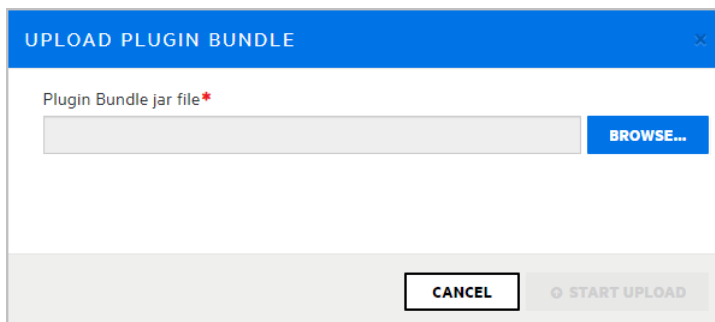 UPLOAD PLUGIN BUNDLE ×
Plugin Bundle jar file*
BROWSE...
CANCEL START UPLOAD